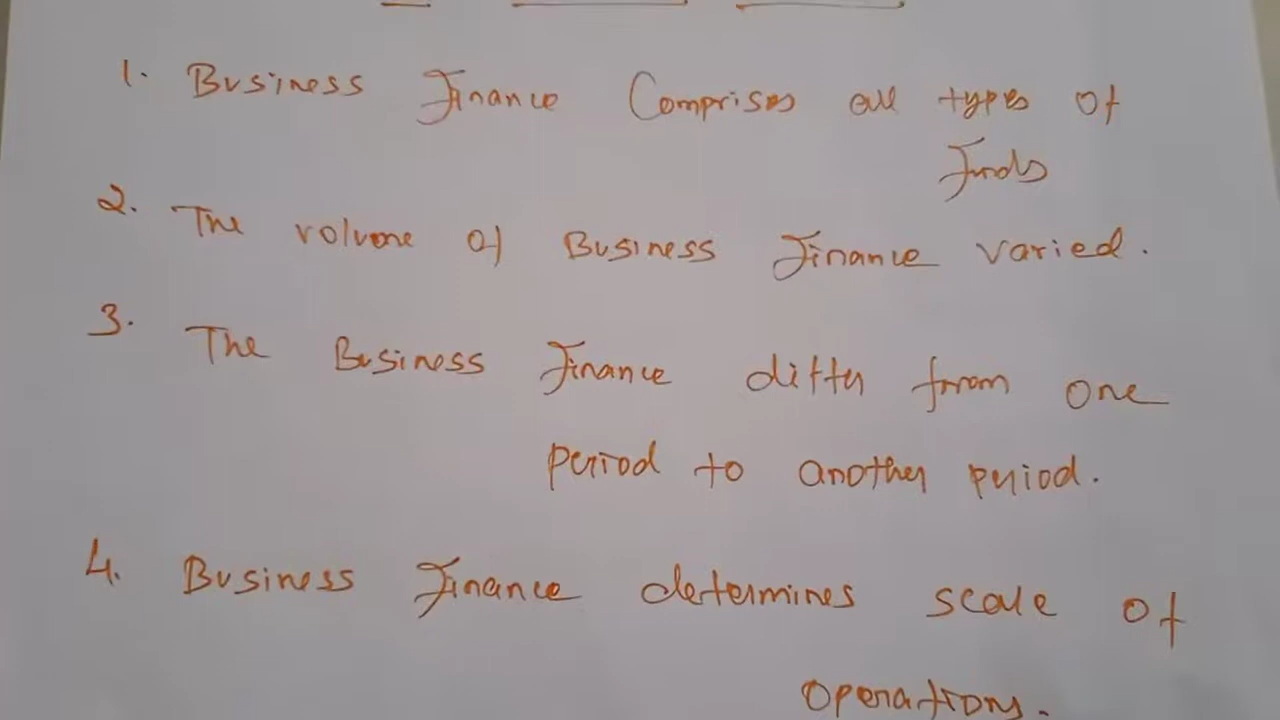 1. Business Finance Comprises all types of
Funds
2. The volume of Business Finance varied.
3. The Business Finance differ from one
period to another period.
4. Business Finance determines scale of
operations.